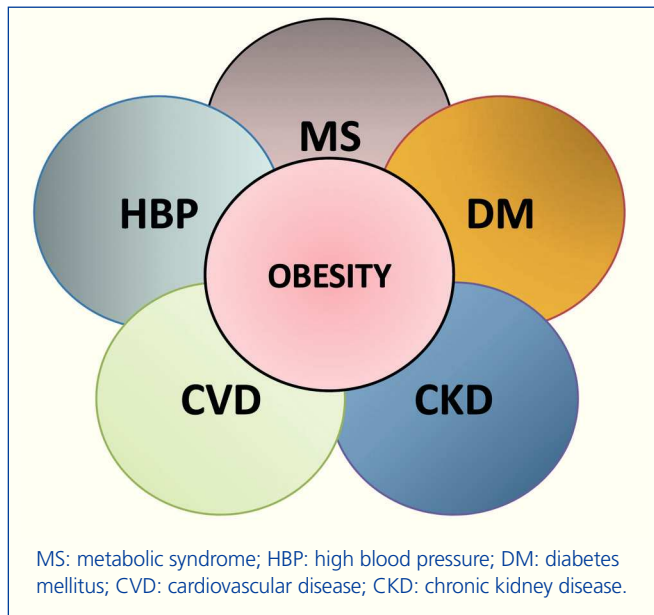 MS
HBP
DM
OBESITY
CVD
CKD
MS: metabolic syndrome; HBP: high blood pressure; DM: diabetes
mellitus; CVD: cardiovascular disease; CKD: chronic kidney disease.